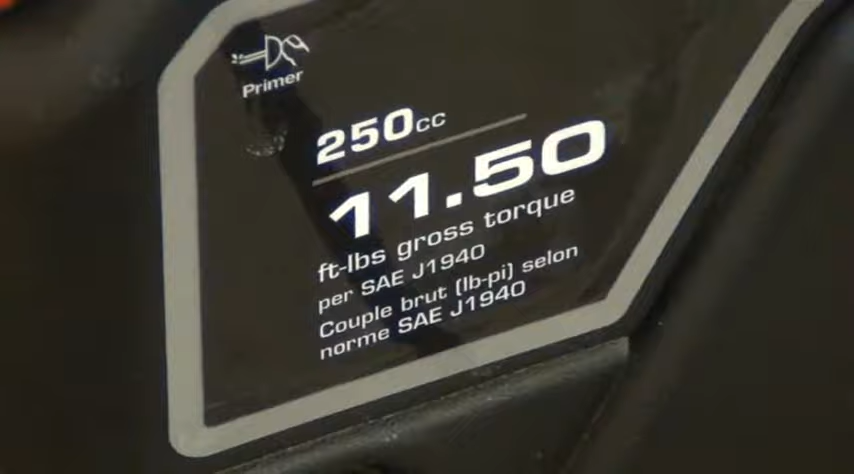 Primer
250cc
11.50
ft-lbs gross torque
per SAE J1940
Couple brut (lb-pi) selon
norme SAE J1940